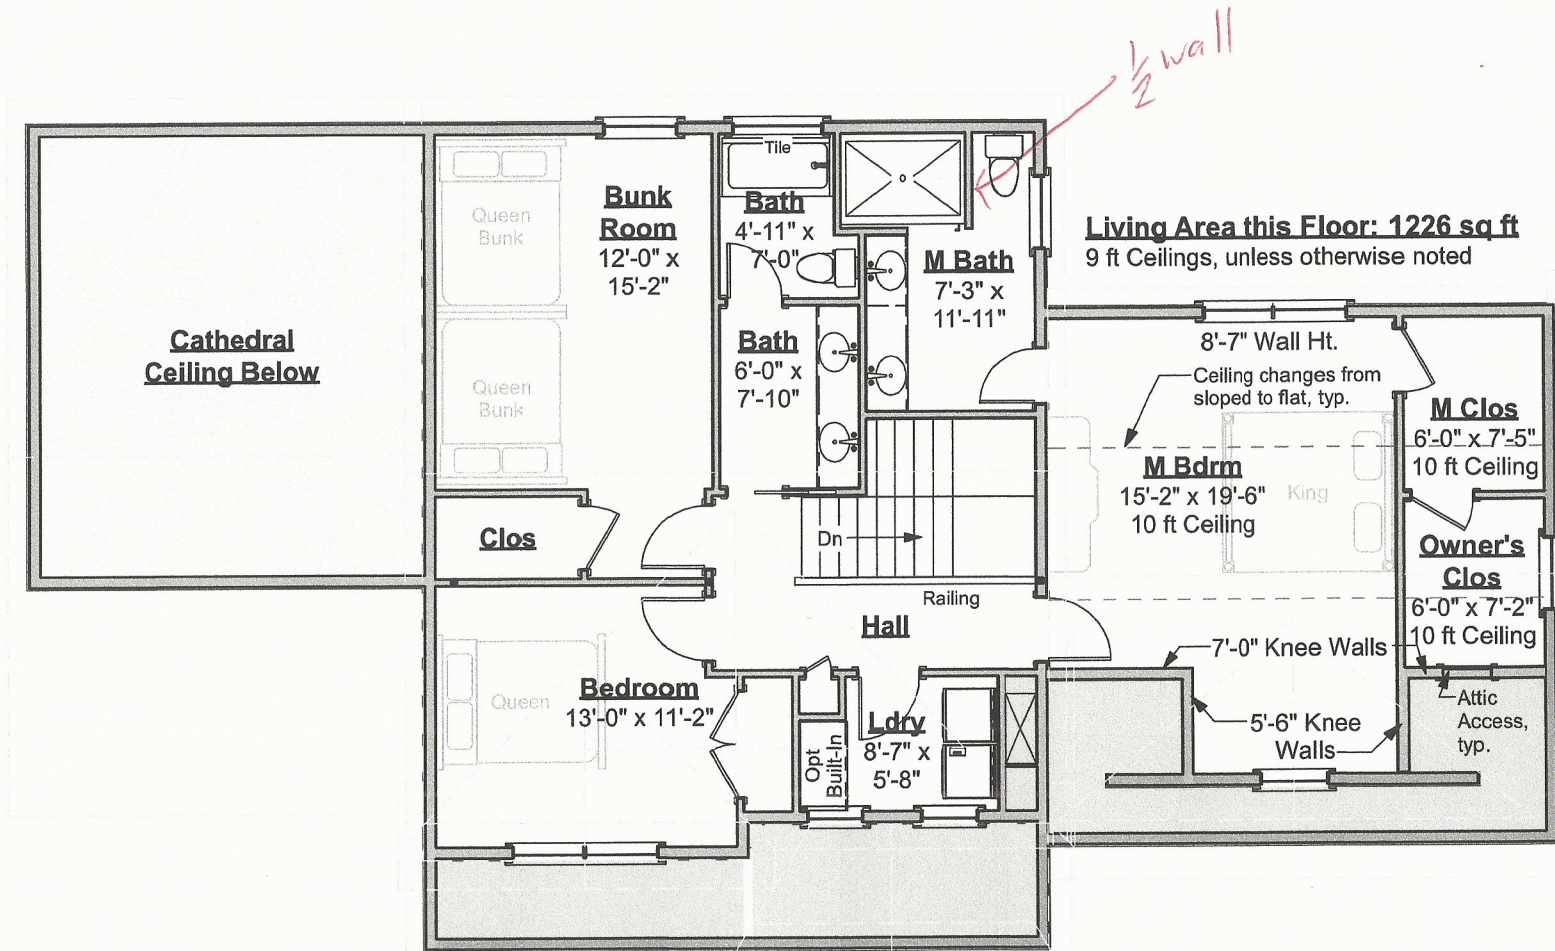 ½ wall
Tile
Queen
Bunk
Bunk
Room
12'-0" x
15'-2"
Bath
4'-11" x
7'-0"
M Bath
7'-3" x
11'-11"
Living Area this Floor: 1226 sq ft
9 ft Ceilings, unless otherwise noted
Cathedral
Ceiling Below
Queen
Bunk
Bath
6'-0" x
7'-10"
8'-7" Wall Ht.
Ceiling changes from
sloped to flat, typ.
M Clos
6'-0" x 7'-5"
10 ft Ceiling
M Bdrm
15'-2" x 19'-6"
10 ft Ceiling
King
Clos
Dn
Owner's
Clos
6'-0" x 7'-2"
10 ft Ceiling
Railing
Hall
7'-0" Knee Walls
Queen
Bedroom
13'-0" x 11'-2"
Opt
Built-In
Ldry
8'-7" x
5'-8"
5'-6" Knee
Walls
Attic
Access,
typ.